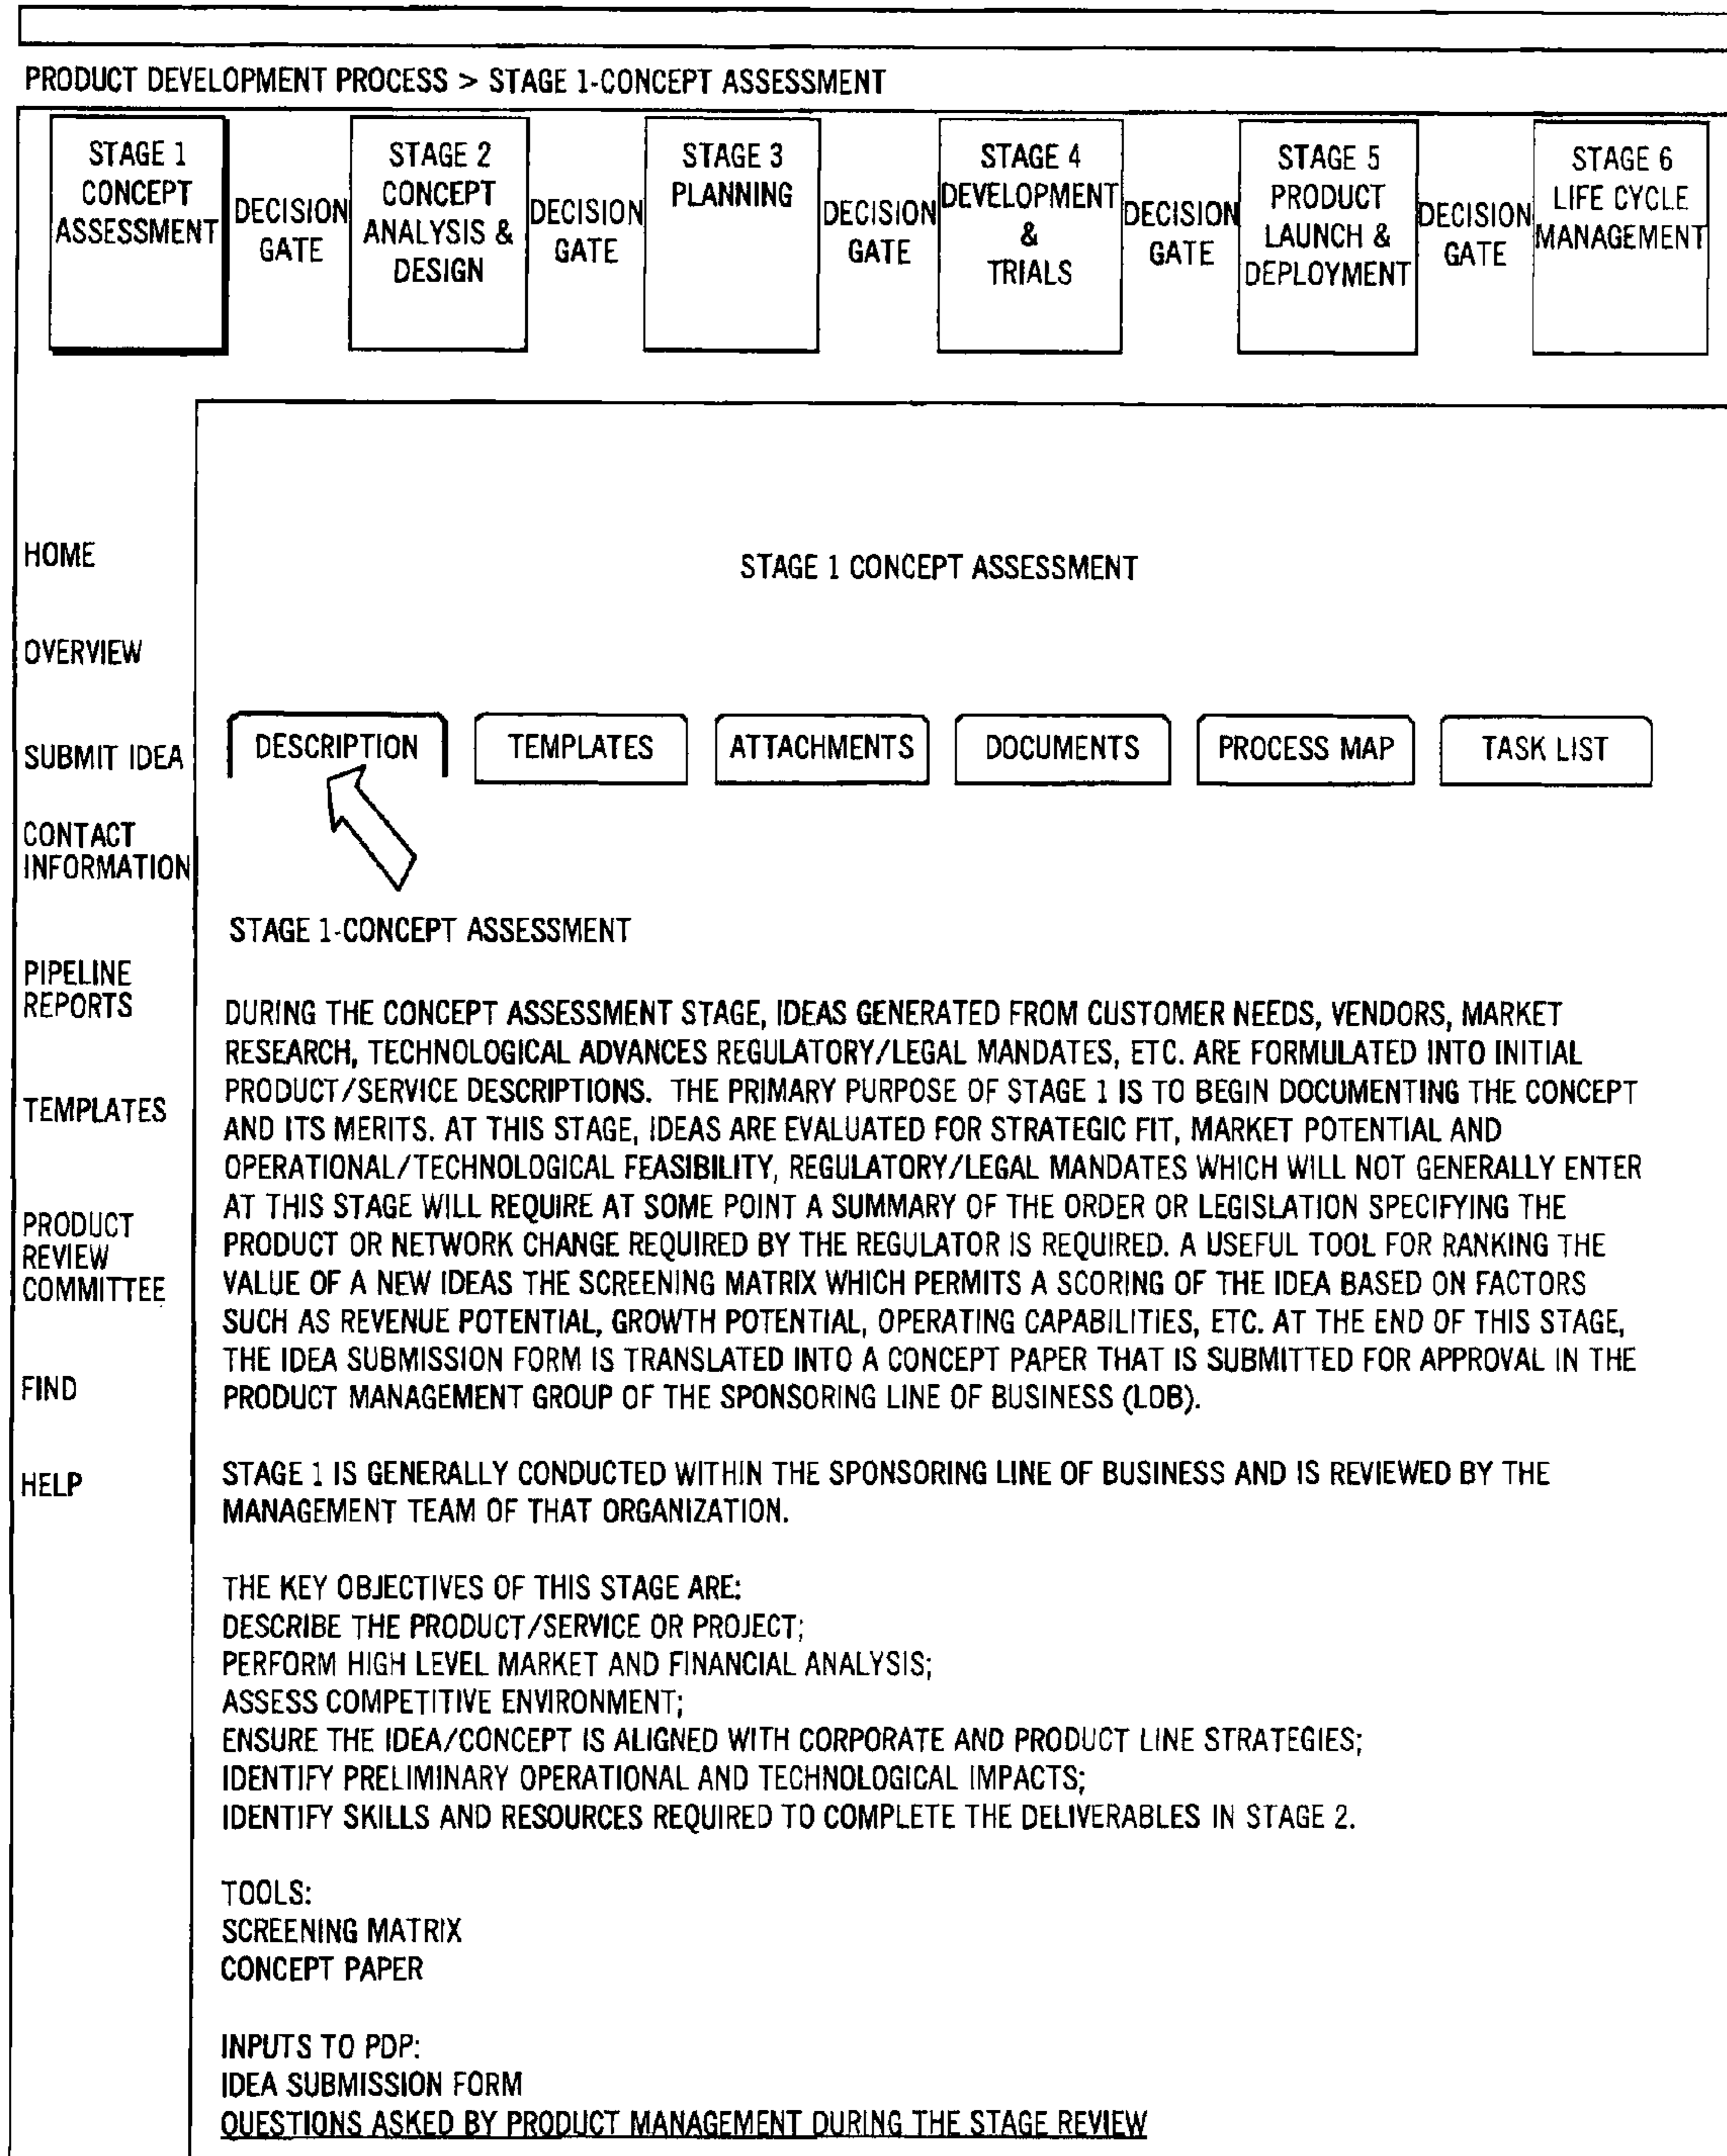 PRODUCT DEVELOPMENT PROCESS > STAGE 1-CONCEPT ASSESSMENT
STAGE 1
CONCEPT
ASSESSMENT
DECISION
GATE
STAGE 2
CONCEPT
ANALYSIS &
DESIGN
DECISION
GATE
STAGE 3
PLANNING
DECISION
GATE
STAGE 4
DEVELOPMENT
&
TRIALS
DECISION
GATE
STAGE 5
PRODUCT
LAUNCH &
DEPLOYMENT
DECISION
GATE
STAGE 6
LIFE CYCLE
MANAGEMENT
HOME
OVERVIEW
SUBMIT IDEA
CONTACT
INFORMATION
PIPELINE
REPORTS
TEMPLATES
PRODUCT
REVIEW
COMMITTEE
FIND
HELP
STAGE 1 CONCEPT ASSESSMENT
DESCRIPTION
TEMPLATES
ATTACHMENTS
DOCUMENTS
PROCESS MAP
TASK LIST
STAGE 1-CONCEPT ASSESSMENT
DURING THE CONCEPT ASSESSMENT STAGE, IDEAS GENERATED FROM CUSTOMER NEEDS, VENDORS, MARKET
RESEARCH, TECHNOLOGICAL ADVANCES REGULATORY/LEGAL MANDATES, ETC. ARE FORMULATED INTO INITIAL
PRODUCT/SERVICE DESCRIPTIONS. THE PRIMARY PURPOSE OF STAGE 1 IS TO BEGIN DOCUMENTING THE CONCEPT
AND ITS MERITS. AT THIS STAGE, IDEAS ARE EVALUATED FOR STRATEGIC FIT, MARKET POTENTIAL AND
OPERATIONAL/TECHNOLOGICAL FEASIBILITY, REGULATORY/LEGAL MANDATES WHICH WILL NOT GENERALLY ENTER
AT THIS STAGE WILL REQUIRE AT SOME POINT A SUMMARY OF THE ORDER OR LEGISLATION SPECIFYING THE
PRODUCT OR NETWORK CHANGE REQUIRED BY THE REGULATOR IS REQUIRED. A USEFUL TOOL FOR RANKING THE
VALUE OF A NEW IDEAS THE SCREENING MATRIX WHICH PERMITS A SCORING OF THE IDEA BASED ON FACTORS
SUCH AS REVENUE POTENTIAL, GROWTH POTENTIAL, OPERATING CAPABILITIES, ETC. AT THE END OF THIS STAGE,
THE IDEA SUBMISSION FORM IS TRANSLATED INTO A CONCEPT PAPER THAT IS SUBMITTED FOR APPROVAL IN THE
PRODUCT MANAGEMENT GROUP OF THE SPONSORING LINE OF BUSINESS (LOB).
STAGE 1 IS GENERALLY CONDUCTED WITHIN THE SPONSORING LINE OF BUSINESS AND IS REVIEWED BY THE
MANAGEMENT TEAM OF THAT ORGANIZATION.
THE KEY OBJECTIVES OF THIS STAGE ARE:
DESCRIBE THE PRODUCT/SERVICE OR PROJECT;
PERFORM HIGH LEVEL MARKET AND FINANCIAL ANALYSIS;
ASSESS COMPETITIVE ENVIRONMENT;
ENSURE THE IDEA/CONCEPT IS ALIGNED WITH CORPORATE AND PRODUCT LINE STRATEGIES;
IDENTIFY PRELIMINARY OPERATIONAL AND TECHNOLOGICAL IMPACTS;
IDENTIFY SKILLS AND RESOURCES REQUIRED TO COMPLETE THE DELIVERABLES IN STAGE 2.
TOOLS:
SCREENING MATRIX
CONCEPT PAPER
INPUTS TO PDP:
IDEA SUBMISSION FORM
QUESTIONS ASKED BY PRODUCT MANAGEMENT DURING THE STAGE REVIEW